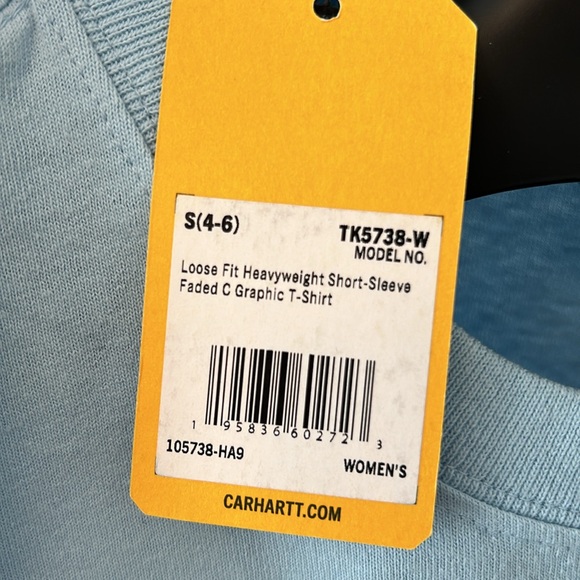 S(4-6)
TK5738-W
MODEL NO.
Loose Fit Heavyweight Short-Sleeve
Faded C Graphic T-Shirt
1 95836 60272 3
105738-HA9
WOMEN'S
CARHARTT.COM